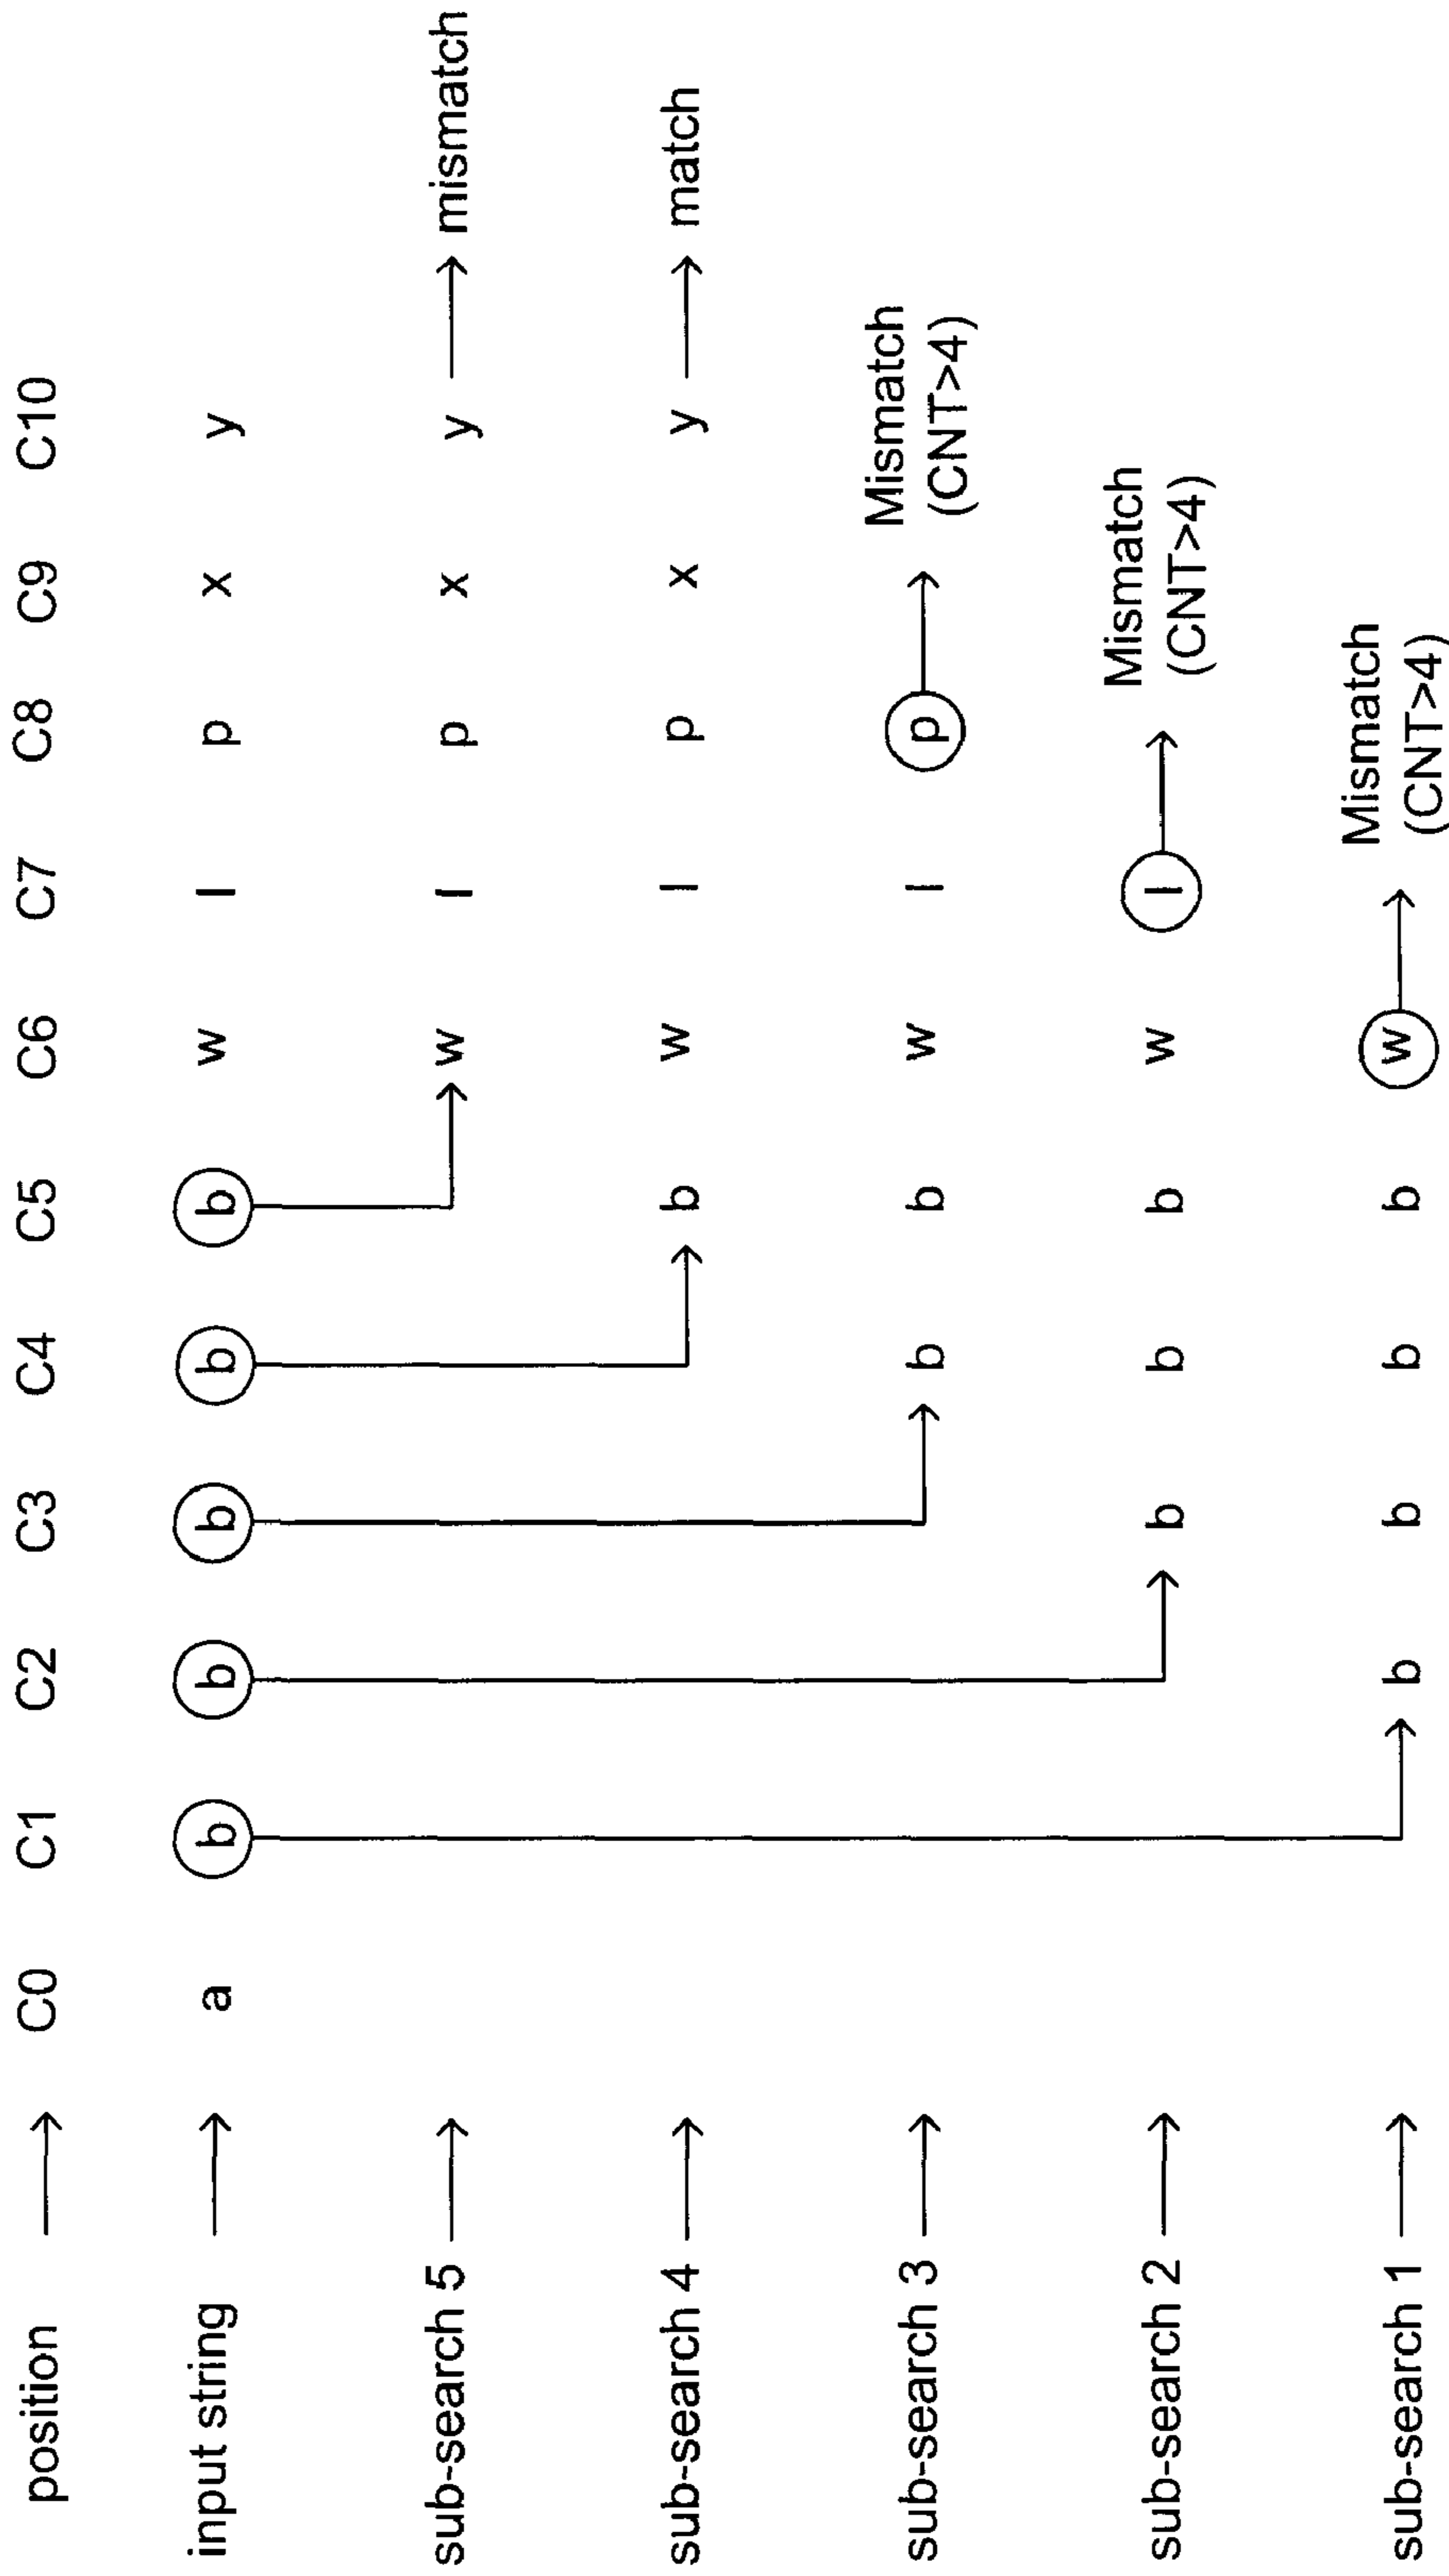 position C0 C1 C2 C3 C4 C5 C6 C7 C8 C9 C10
input string a b b b b b w l p x y
sub-search 5 w l p x y mismatch
sub-search 4 b w l p x y match
sub-search 3 b b w l p Mismatch
(CNT>4)
sub-search 2 b b b w l Mismatch
(CNT>4)
sub-search 1 b b b b w Mismatch
(CNT>4)